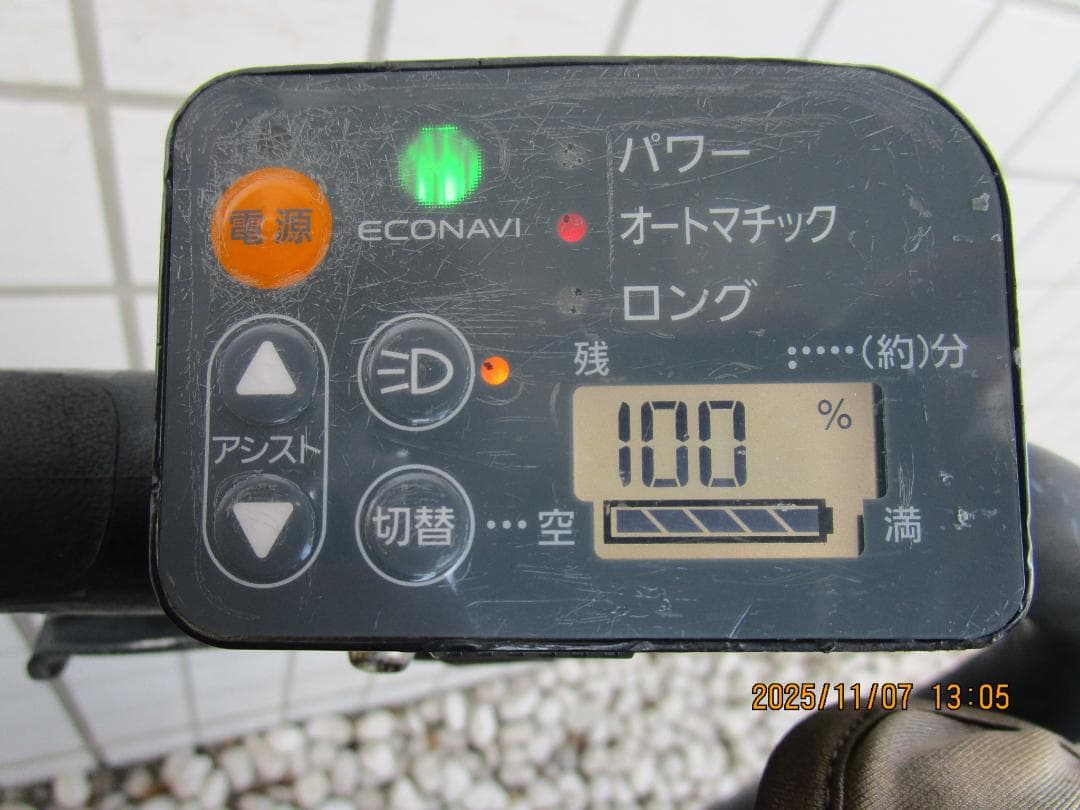 電源
ECONAVI
パワー
オートマチック
ロング
残
(約)分
アシスト
100 %
切替
空
満
2025/11/07 13:05